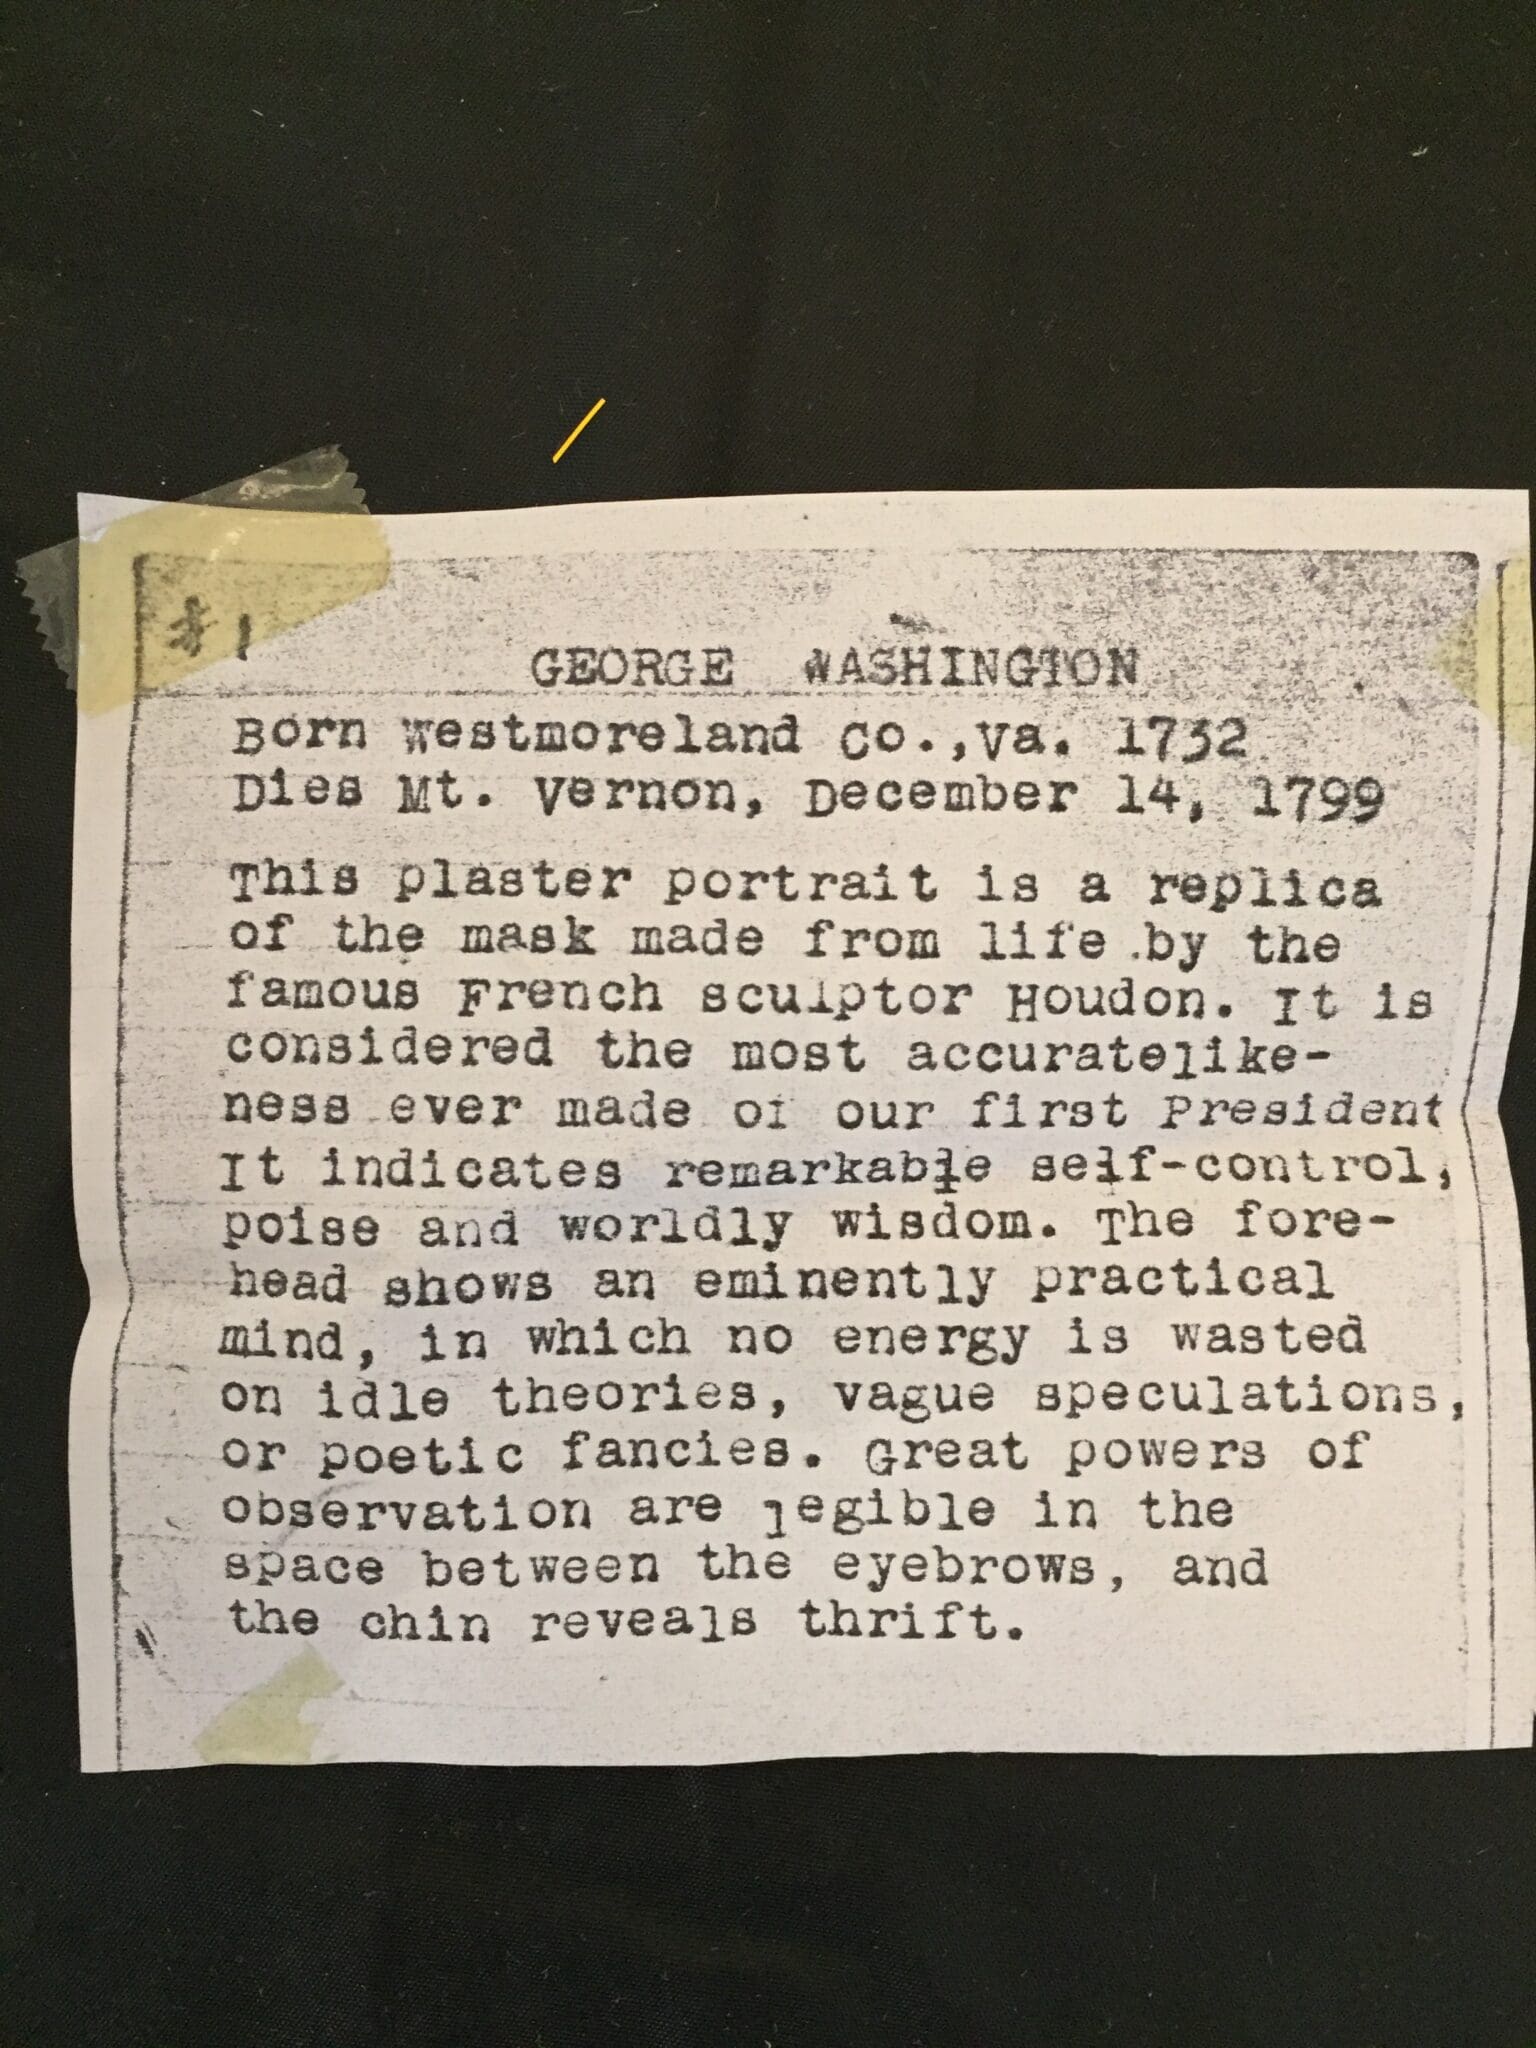 #1
GEORGE WASHINGTON
Born Westmoreland Co.,Va. 1732
Dies Mt. Vernon, December 14, 1799
This plaster portrait is a replica
of the mask made from life by the
famous French sculptor Houdon. It is
considered the most accuratelike-
ness ever made of our first President
It indicates remarkable self-control,
poise and worldly wisdom. The fore-
head shows an eminently practical
mind, in which no energy is wasted
on idle theories, vague speculations,
or poetic fancies. Great powers of
observation are legible in the
space between the eyebrows, and
the chin reveals thrift.